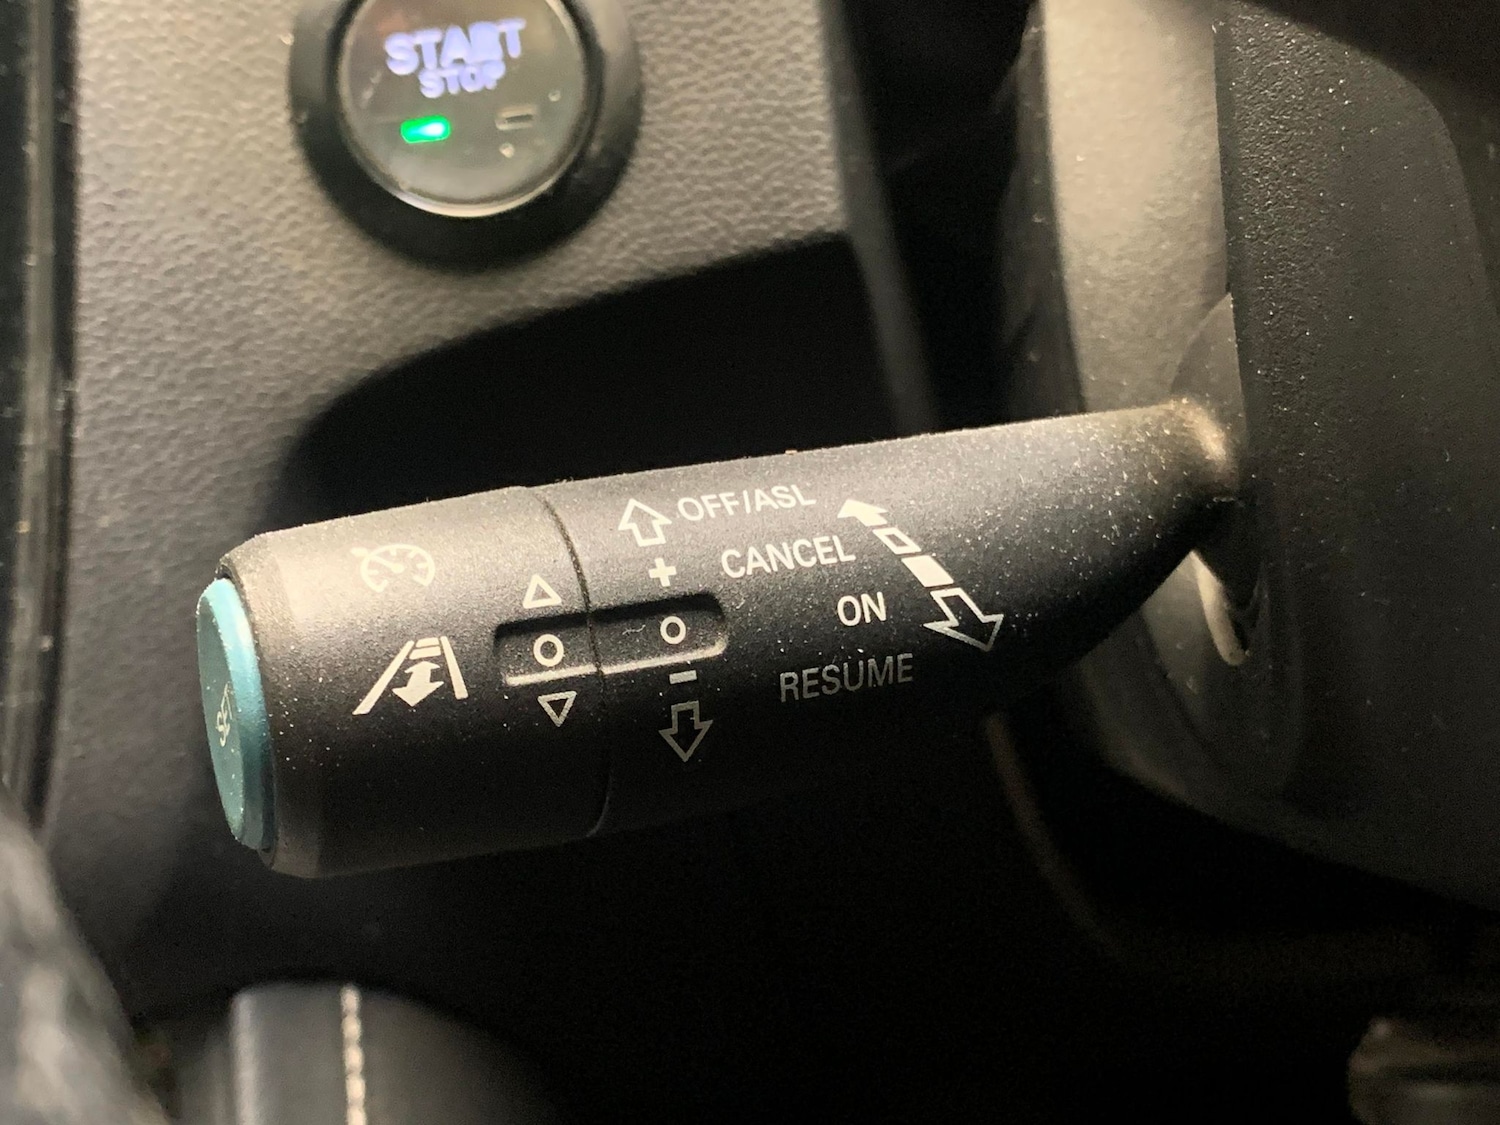 START
STOP
OFF/ASL
+
CANCEL
ON
RESUME
SET